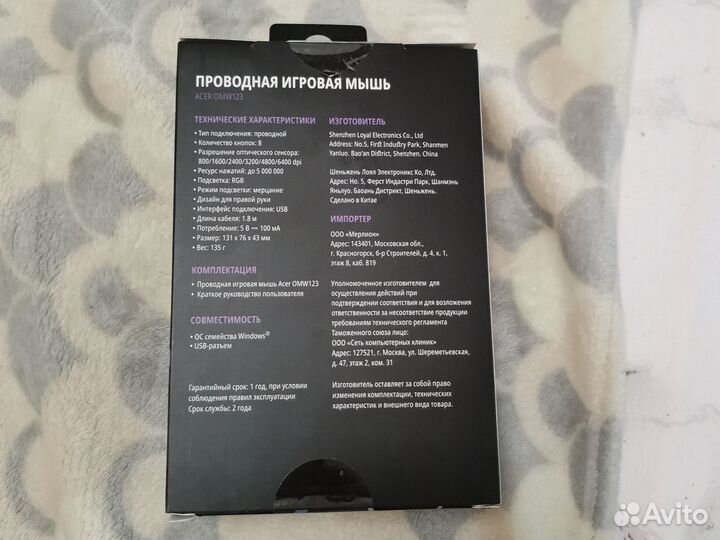 ПРОВОДНАЯ ИГРОВАЯ МЫШЬ
ACER OMW123
ТЕХНИЧЕСКИЕ ХАРАКТЕРИСТИКИ
• Тип подключения: проводной
• Количество кнопок: 8
• Разрешение оптического сенсора:
800/1600/2400/3200/4800/6400 dpi
• Ресурс нажатий: до 5 000 000
• Подсветка: RGB
• Режим подсветки: мерцание
• Дизайн для правой руки
• Интерфейс подключения: USB
• Длина кабеля: 1.8 м
• Потребление: 5 В — 100 мА
• Размер: 131 x 76 x 43 мм
• Вес: 135 г
КОМПЛЕКТАЦИЯ
• Проводная игровая мышь Acer OMW123
• Краткое руководство пользователя
СОВМЕСТИМОСТЬ
• ОС семейства Windows®
• USB-разъем
Гарантийный срок: 1 год, при условии
соблюдения правил эксплуатации
Срок службы: 2 года
ИЗГОТОВИТЕЛЬ
Shenzhen Loyal Electronics Co., Ltd
Address: No.5, First Industry Park, Shanmen
Yanluo. Bao'an District, Shenzhen. China
Шеньжень Лоял Электроникс Ко, Лтд.
Адрес: Но. 5, Ферст Индастри Парк, Шанмэнь
Яньлуо. Баоань Дистрикт, Шеньжень.
Сделано в Китае
ИМПОРТЕР
ООО «Мерлион»
Адрес: 143401, Московская обл.,
г. Красногорск, б-р Строителей, д. 4, к. 1,
этаж 8, каб. 819
Уполномоченное изготовителем для
осуществления действий при
подтверждении соответствия и для возложения
ответственности за несоответствие продукции
требованиям технического регламента
Таможенного союза лицо:
ООО «Сеть компьютерных клиник»
Адрес: 127521, г. Москва, ул. Шереметьевская,
д. 47, этаж 2, ком. 31
Изготовитель оставляет за собой право
изменения комплектации, технических
характеристик и внешнего вида товара.
Avito